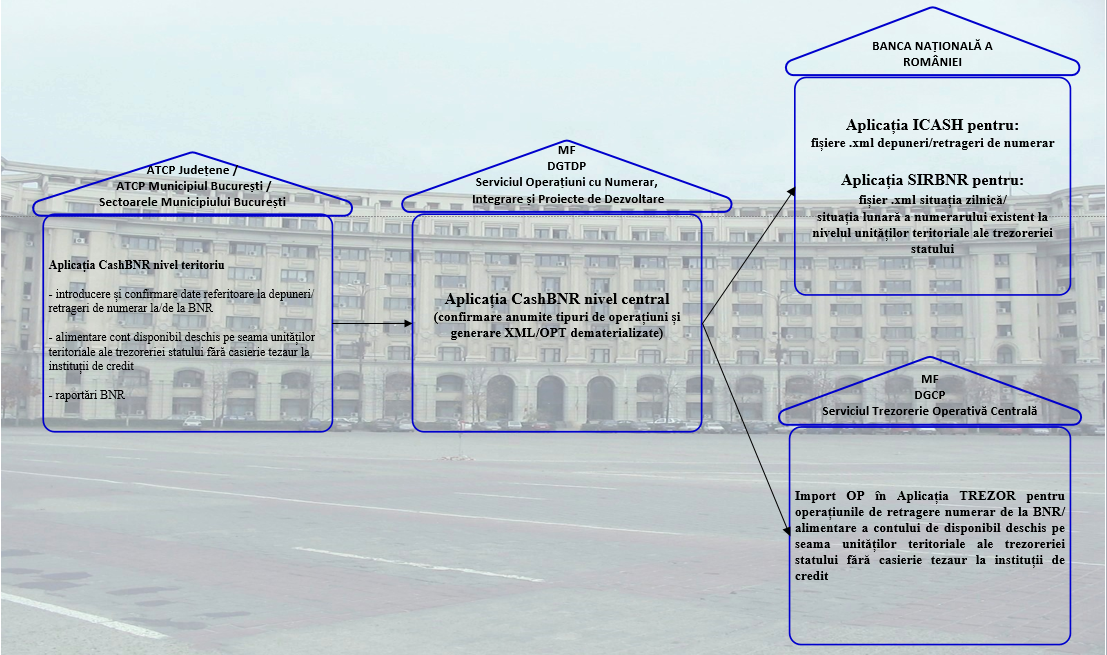 ATCP Județene /
ATCP Municipiul București /
Sectoarele Municipiului București
Aplicația CashBNR nivel teritoriu
- introducere și confirmare date referitoare la depuneri/
retrageri de numerar la/de la BNR
- alimentare cont disponibil deschis pe seama unităților
teritoriale ale trezoreriei statului fără casierie tezaur la
instituții de credit
- raportări BNR
MF
DGTDP
Serviciul Operațiuni cu Numerar,
Integrare și Proiecte de Dezvoltare
Aplicația CashBNR nivel central
(confirmare anumite tipuri de operațiuni și
generare XML/OPT dematerializate)
BANCA NAȚIONALĂ A
ROMÂNIEI
Aplicația ICASH pentru:
fișiere .xml depuneri/retrageri de numerar
Aplicația SIRBNR pentru:
fișier .xml situația zilnică/
situația lunară a numerarului existent la
nivelul unităților teritoriale ale trezoreriei
statului
MF
DGCP
Serviciul Trezorerie Operativă Centrală
Import OP în Aplicația TREZOR pentru
operațiunile de retragere numerar de la BNR/
alimentare a contului de disponibil deschis pe
seama unităților teritoriale ale trezoreriei
statului fără casierie tezaur la instituții de
credit